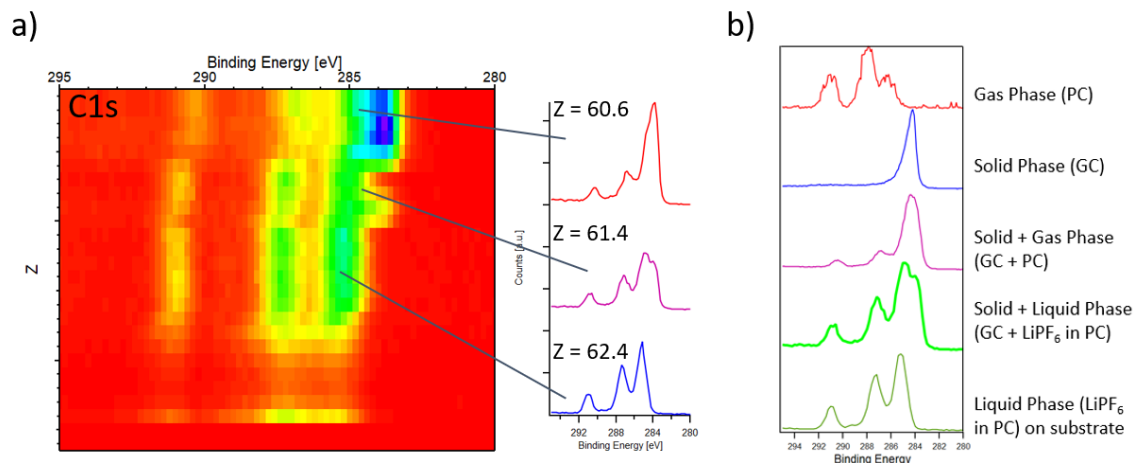 a)
Binding Energy [eV]
295
290
285
280
C1s
Z
Z = 60.6
Z = 61.4
Z = 62.4
Counts [a.u.]
292
288
284
280
Binding Energy [eV]
b)
Gas Phase (PC)
Solid Phase (GC)
Solid + Gas Phase
(GC + PC)
Solid + Liquid Phase
(GC + LiPF6 in PC)
Liquid Phase (LiPF6
in PC) on substrate
294
292
290
288
286
284
282
280
Binding Energy